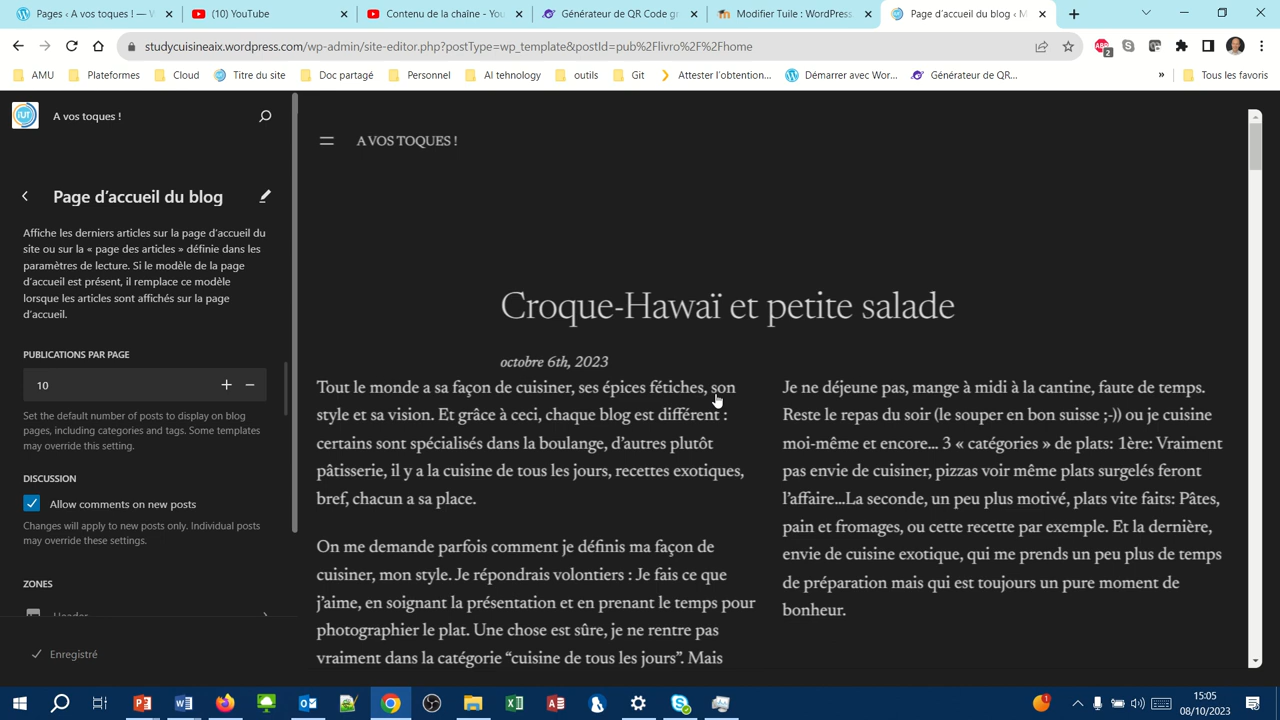 Pages ! — W
(10) YouTube
Contenu de la chaîne - You
Générateur de QR Code gr
Modifier Tuile : WordPress
Page d'accueil du blog ‹ M
studycuisineaix.wordpress.com/wp-admin/site-editor.php?postType=wp_template&postId=pub%2Flivro%2F%2Fhome
2
AMU
Plateformes
Cloud
Titre du site
Doc partagé
Personnel
AI tehnology
outils
Git
Attester l'obtention...
Démarrer avec Wor...
Générateur de QR...
»
Tous les favoris
iUT
A vos toques !
Page d'accueil du blog
Affiche les derniers articles sur la page d'accueil du
site ou sur la « page des articles » définie dans les
paramètres de lecture. Si le modèle de la page
d'accueil est présent, il remplace ce modèle
lorsque les articles sont affichés sur la page
d'accueil.
PUBLICATIONS PAR PAGE
10
Set the default number of posts to display on blog
pages, including categories and tags. Some templates
may override this setting.
DISCUSSION
Allow comments on new posts
Changes will apply to new posts only. Individual posts
may override these settings.
ZONES
Header
Enregistré
A VOS TOQUES !
Croque-Hawaï et petite salade
octobre 6th, 2023
Tout le monde a sa façon de cuisiner, ses épices fétiches, son
style et sa vision. Et grâce à ceci, chaque blog est différent :
certains sont spécialisés dans la boulange, d'autres plutôt
pâtisserie, il y a la cuisine de tous les jours, recettes exotiques,
bref, chacun a sa place.
On me demande parfois comment je définis ma façon de
cuisiner, mon style. Je répondrais volontiers : Je fais ce que
j'aime, en soignant la présentation et en prenant le temps pour
photographier le plat. Une chose est sûre, je ne rentre pas
vraiment dans la catégorie “cuisine de tous les jours”. Mais
Je ne déjeune pas, mange à midi à la cantine, faute de temps.
Reste le repas du soir (le souper en bon suisse ;-)) ou je cuisine
moi-même et encore... 3 « catégories » de plats: 1ère: Vraiment
pas envie de cuisiner, pizzas voir même plats surgelés feront
l'affaire...La seconde, un peu plus motivé, plats vite faits: Pâtes,
pain et fromages, ou cette recette par exemple. Et la dernière,
envie de cuisine exotique, qui me prends un peu plus de temps
de préparation mais qui est toujours un pure moment de
bonheur.
1
15:05
08/10/2023